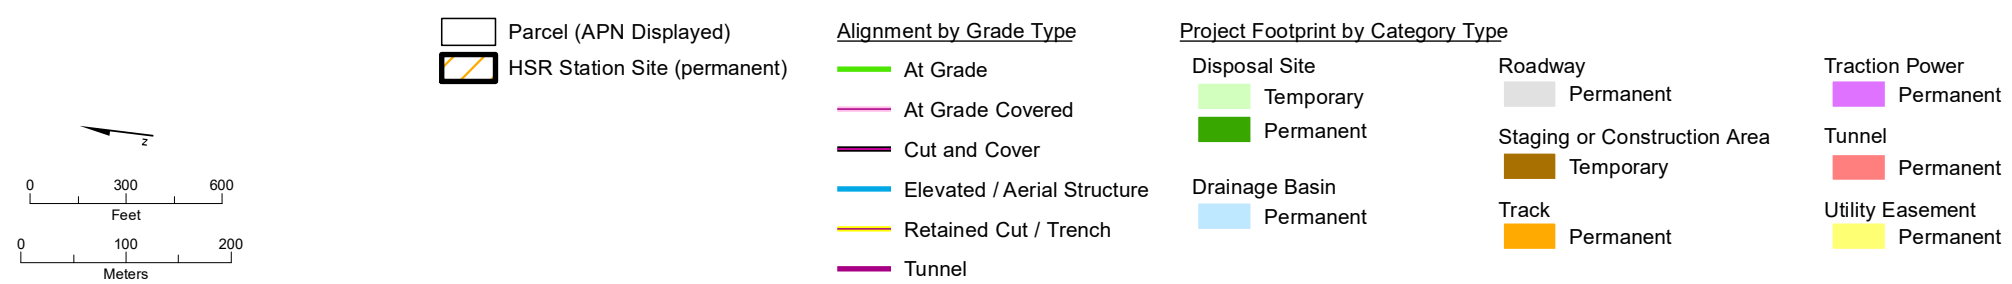 Parcel (APN Displayed)
HSR Station Site (permanent)
z
0 300 600
Feet
0 100 200
Meters
Alignment by Grade Type
At Grade
At Grade Covered
Cut and Cover
Elevated / Aerial Structure
Retained Cut / Trench
Tunnel
Project Footprint by Category Type
Disposal Site
Temporary
Permanent
Drainage Basin
Permanent
Roadway
Permanent
Staging or Construction Area
Temporary
Track
Permanent
Traction Power
Permanent
Tunnel
Permanent
Utility Easement
Permanent